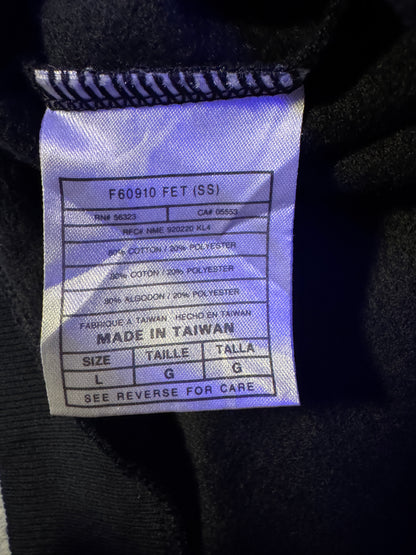 F60910 FET (SS)
RN# 56323 CA# 05553
RFC# NME 920220 KL4
80% COTTON / 20% POLYESTER
80% COTON / 20% POLYESTER
80% ALGODON / 20% POLYESTER
FABRIQUE À TAIWAN HECHO EN TAIWAN
MADE IN TAIWAN
SIZE TAILLE TALLA
L G G
SEE REVERSE FOR CARE